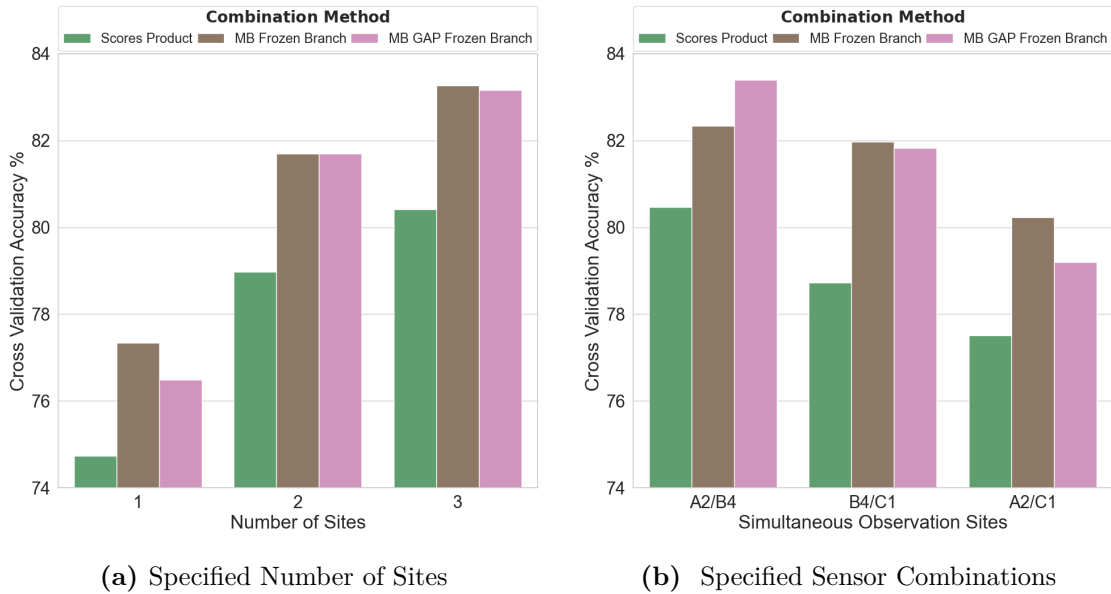 Combination Method
Scores Product MB Frozen Branch MB GAP Frozen Branch
84
82
80
78
76
74
Cross Validation Accuracy %
1 2 3
Number of Sites
(a) Specified Number of Sites
Combination Method
Scores Product MB Frozen Branch MB GAP Frozen Branch
84
82
80
78
76
74
Cross Validation Accuracy %
A2/B4 B4/C1 A2/C1
Simultaneous Observation Sites
(b) Specified Sensor Combinations